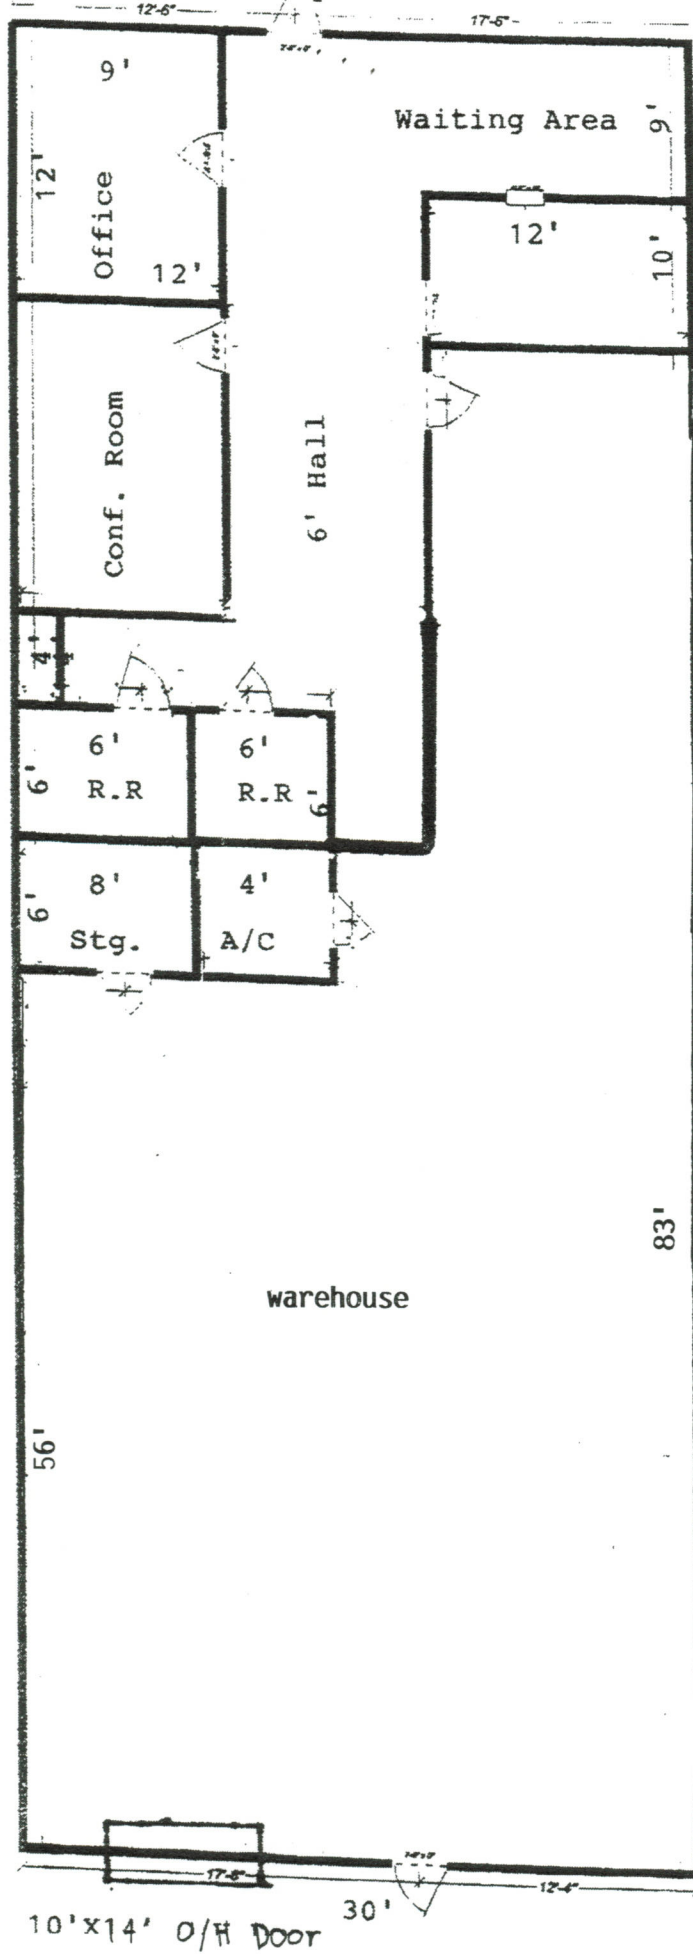 12'-6"
17'-6"
9'
Waiting Area
9'
12'
Office
12'
12'
10'
Conf. Room
6' Hall
4'
6'
6'
6'
R.R
R.R
6'
8'
4'
6'
Stg.
A/C
83'
warehouse
56'
17'-8"
12'-4"
30'
10'X14' O/H DOOR